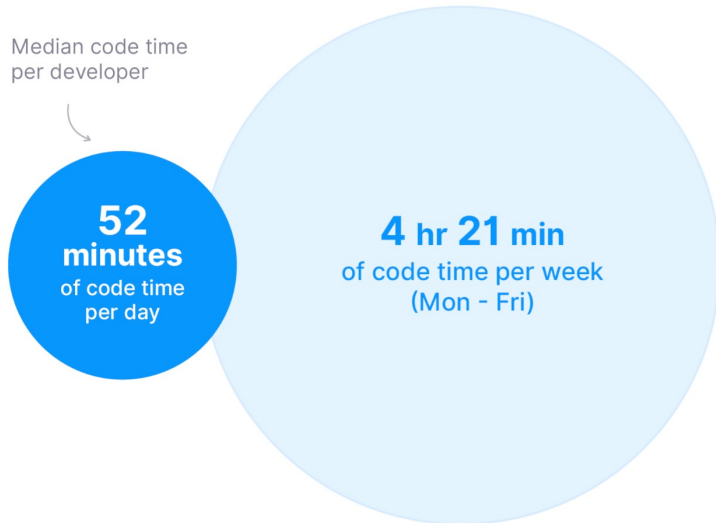 Median code time
per developer
52
minutes
of code time
per day
4 hr 21 min
of code time per week
(Mon - Fri)